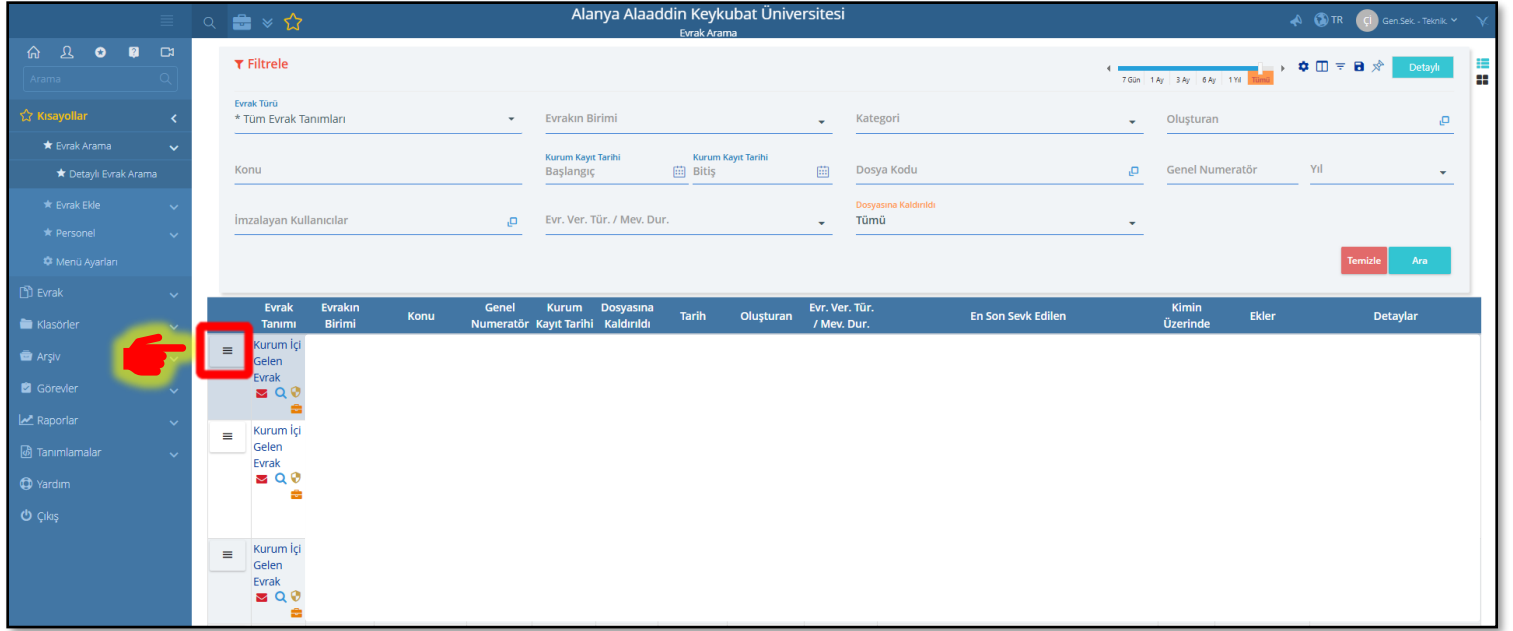 Alanya Alaaddin Keykubat Üniversitesi
Evrak Arama
TR
Çİ
Gen.Sek. - Teknik.
Arama
Kısayollar
Evrak Arama
Detaylı Evrak Arama
Evrak Ekle
Personel
Menü Ayarları
Evrak
Klasörler
Arşiv
Görevler
Raporlar
Tanımlamalar
Yardım
Çıkış
Filtrele
7 Gün 1 Ay 3 Ay 6 Ay 1 Yıl Tümü
Detaylı
Evrak Türü
* Tüm Evrak Tanımları
Evrakın Birimi
Kategori
Oluşturan
Konu
Kurum Kayıt Tarihi
Başlangıç
Kurum Kayıt Tarihi
Bitiş
Dosya Kodu
Genel Numeratör
Yıl
İmzalayan Kullanıcılar
Evr. Ver. Tür. / Mev. Dur.
Dosyasına Kaldırıldı
Tümü
Temizle
Ara
Evrak Tanımı
Evrakın Birimi
Konu
Genel Numeratör
Kurum Kayıt Tarihi
Dosyasına Kaldırıldı
Tarih
Oluşturan
Evr. Ver. Tür. / Mev. Dur.
En Son Sevk Edilen
Kimin Üzerinde
Ekler
Detaylar
Kurum İçi
Gelen
Evrak
Kurum İçi
Gelen
Evrak
Kurum İçi
Gelen
Evrak